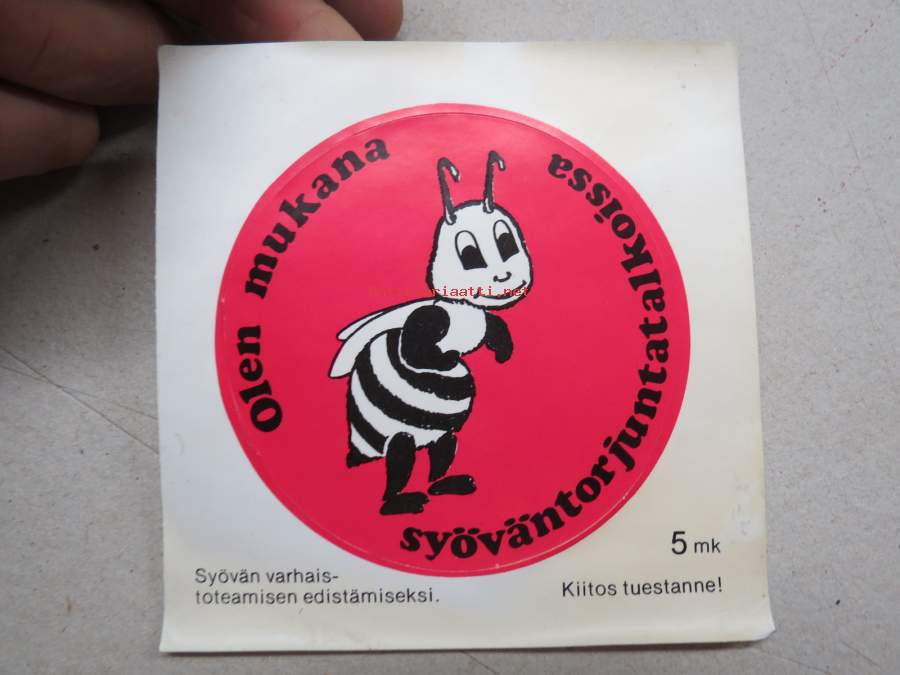 Olen mukana
syöväntorjuntatalkoissa
5 mk
Syövän varhais-
toteamisen edistämiseksi.
Kiitos tuestanne!